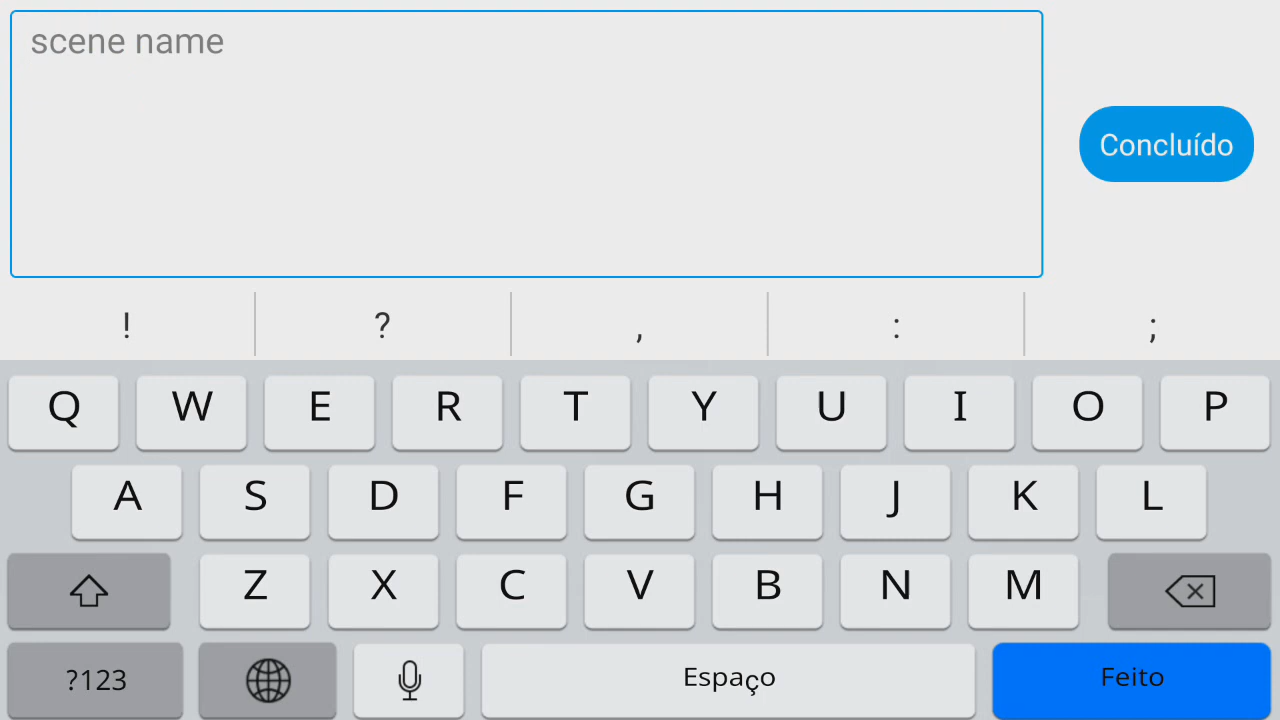 scene name
Concluído
! ? , : ;
Q W E R T Y U I O P
A S D F G H J K L
Z X C V B N M
?123 Espaço Feito